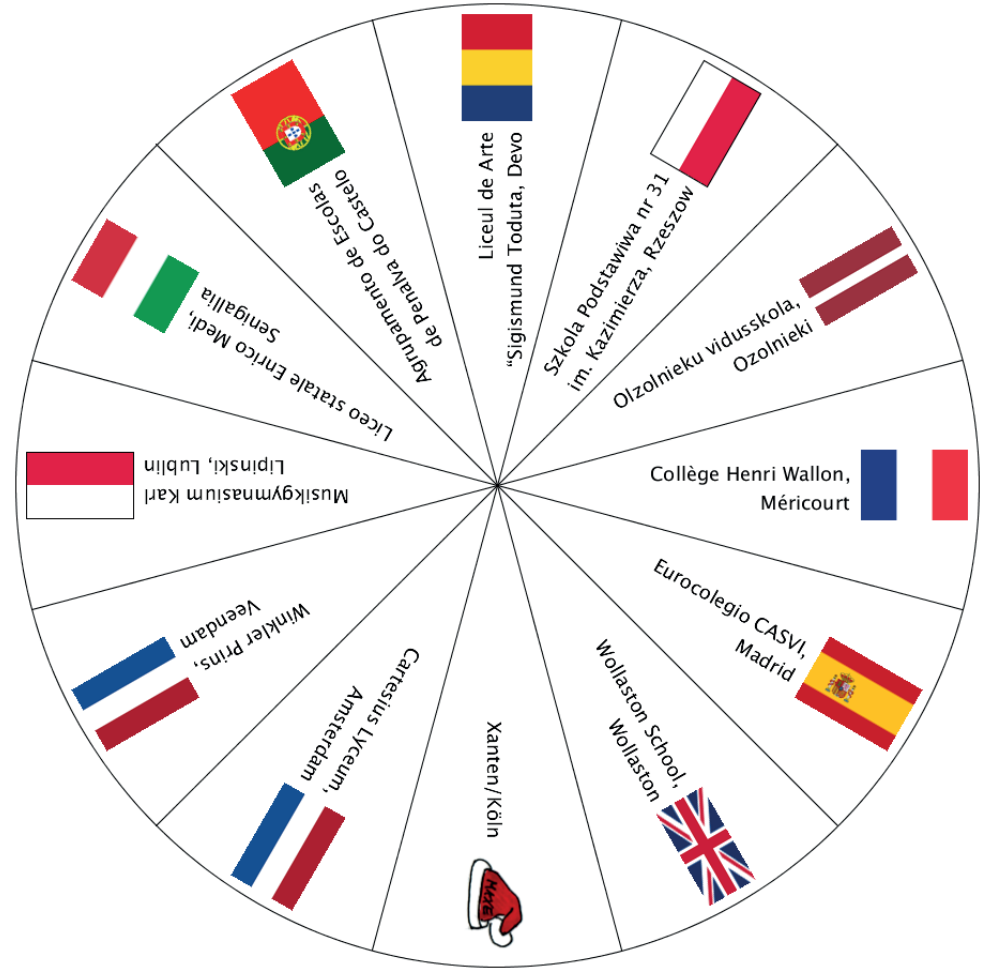 Liceul de Arte
"Sigismund Toduta, Devo
Szkola Podstawiwa nr 31
im. Kazimierza, Rzeszow
Olzolnieku vidusskola,
Ozolnieki
Collège Henri Wallon,
Méricourt
Eurocolegio CASVI,
Madrid
Wollaston School,
Wollaston
Xanten/Köln
Cartesius Lyceum,
Amsterdam
Winkler Prins,
Veendam
Musikgymnasium Karl
Lipinski, Lublin
Liceo statale Enrico Medi,
Senigallia
Agrupamento de Escolas
de Penalva do Castelo